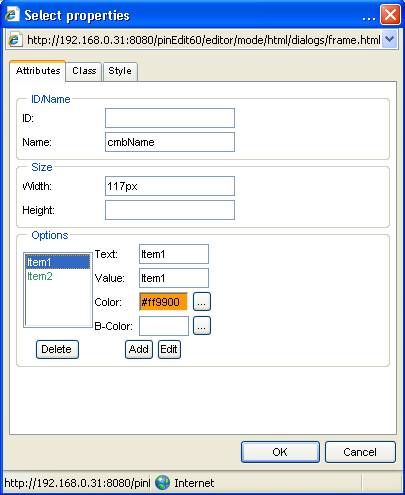 Select properties ...
http://192.168.0.31:8080/pinEdit60/editor/mode/html/dialogs/frame.html
Attributes Class Style
ID/Name
ID:
Name: cmbName
Size
Width: 117px
Height:
Options
Item1
Item2
Text: Item1
Value: Item1
Color: #ff9900 ...
B-Color: ...
Delete Add Edit
OK Cancel
http://192.168.0.31:8080/pinl Internet